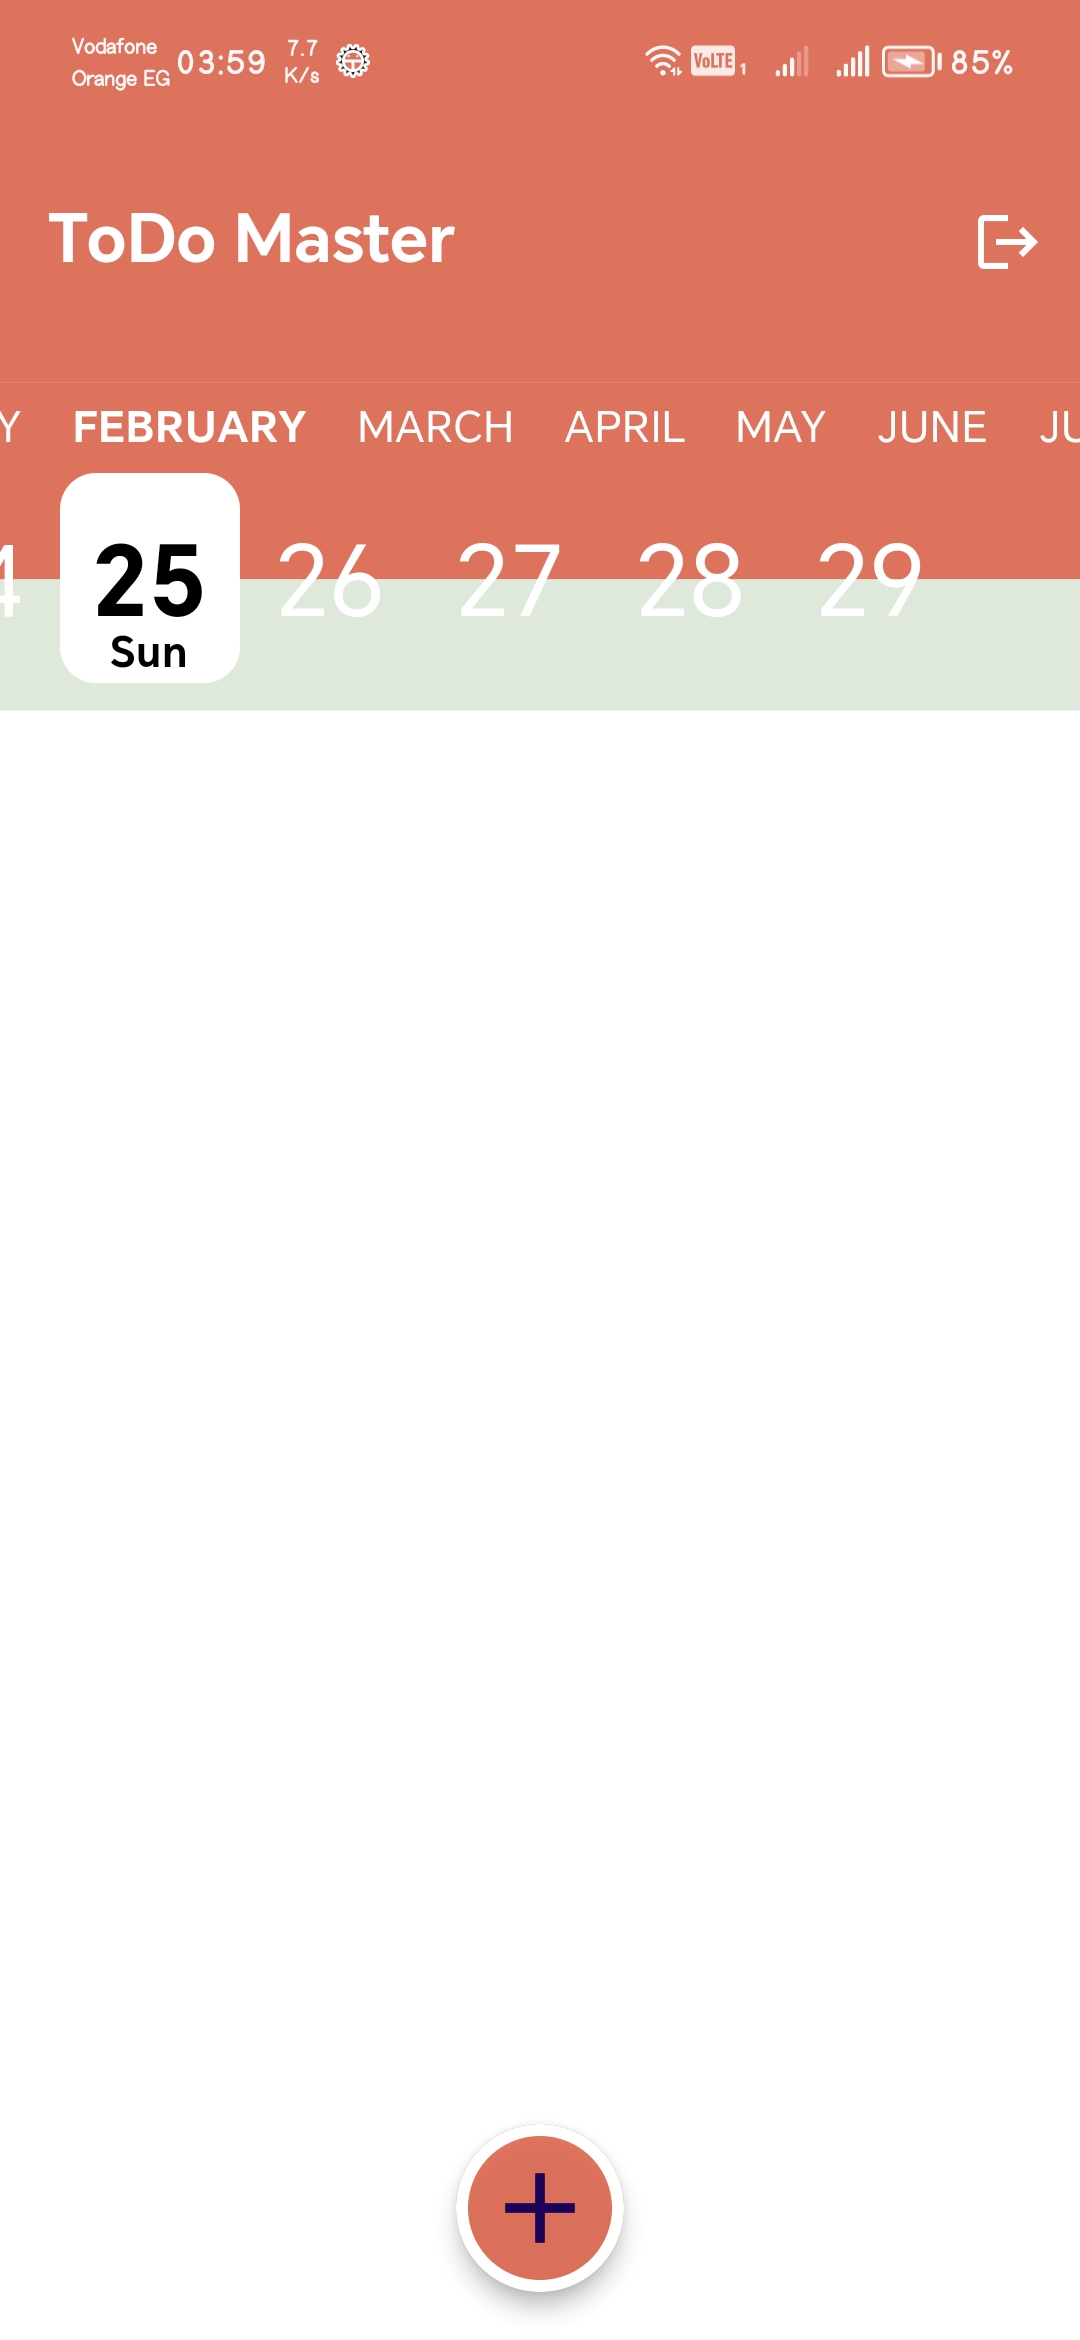 Vodafone
Orange EG
03:59
7.7
K/s
VoLTE 1
85%
ToDo Master
Y FEBRUARY MARCH APRIL MAY JUNE JU
4 25 26 27 28 29
Sun